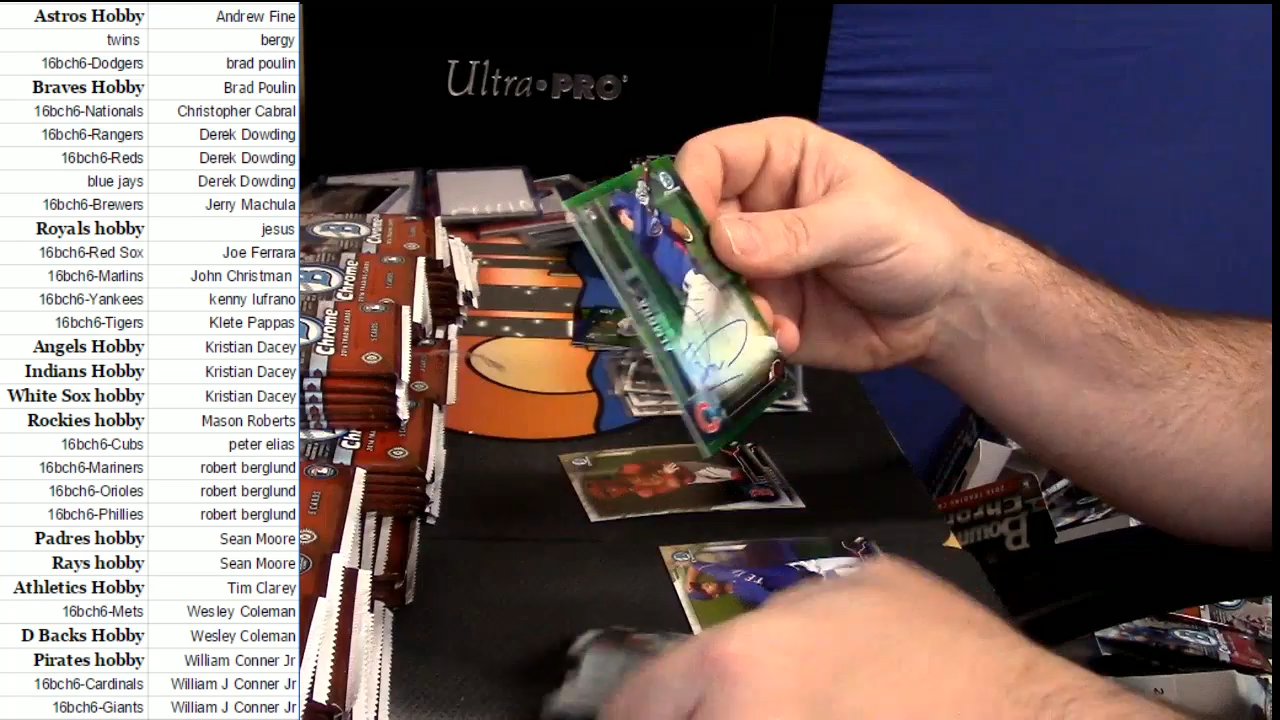 Astros Hobby Andrew Fine
twins bergy
16bch6-Dodgers brad poulin
Braves Hobby Brad Poulin
16bch6-Nationals Christopher Cabral
16bch6-Rangers Derek Dowding
16bch6-Reds Derek Dowding
blue jays Derek Dowding
16bch6-Brewers Jerry Machula
Royals hobby jesus
16bch6-Red Sox Joe Ferrara
16bch6-Marlins John Christman
16bch6-Yankees kenny lufrano
16bch6-Tigers Klete Pappas
Angels Hobby Kristian Dacey
Indians Hobby Kristian Dacey
White Sox hobby Kristian Dacey
Rockies hobby Mason Roberts
16bch6-Cubs peter elias
16bch6-Mariners robert berglund
16bch6-Orioles robert berglund
16bch6-Phillies robert berglund
Padres hobby Sean Moore
Rays hobby Sean Moore
Athletics Hobby Tim Clarey
16bch6-Mets Wesley Coleman
D Backs Hobby Wesley Coleman
Pirates hobby William Conner Jr
16bch6-Cardinals William J Conner Jr
16bch6-Giants William J Conner Jr
Ultra•PRO
Chrome
Chrome
Chrome